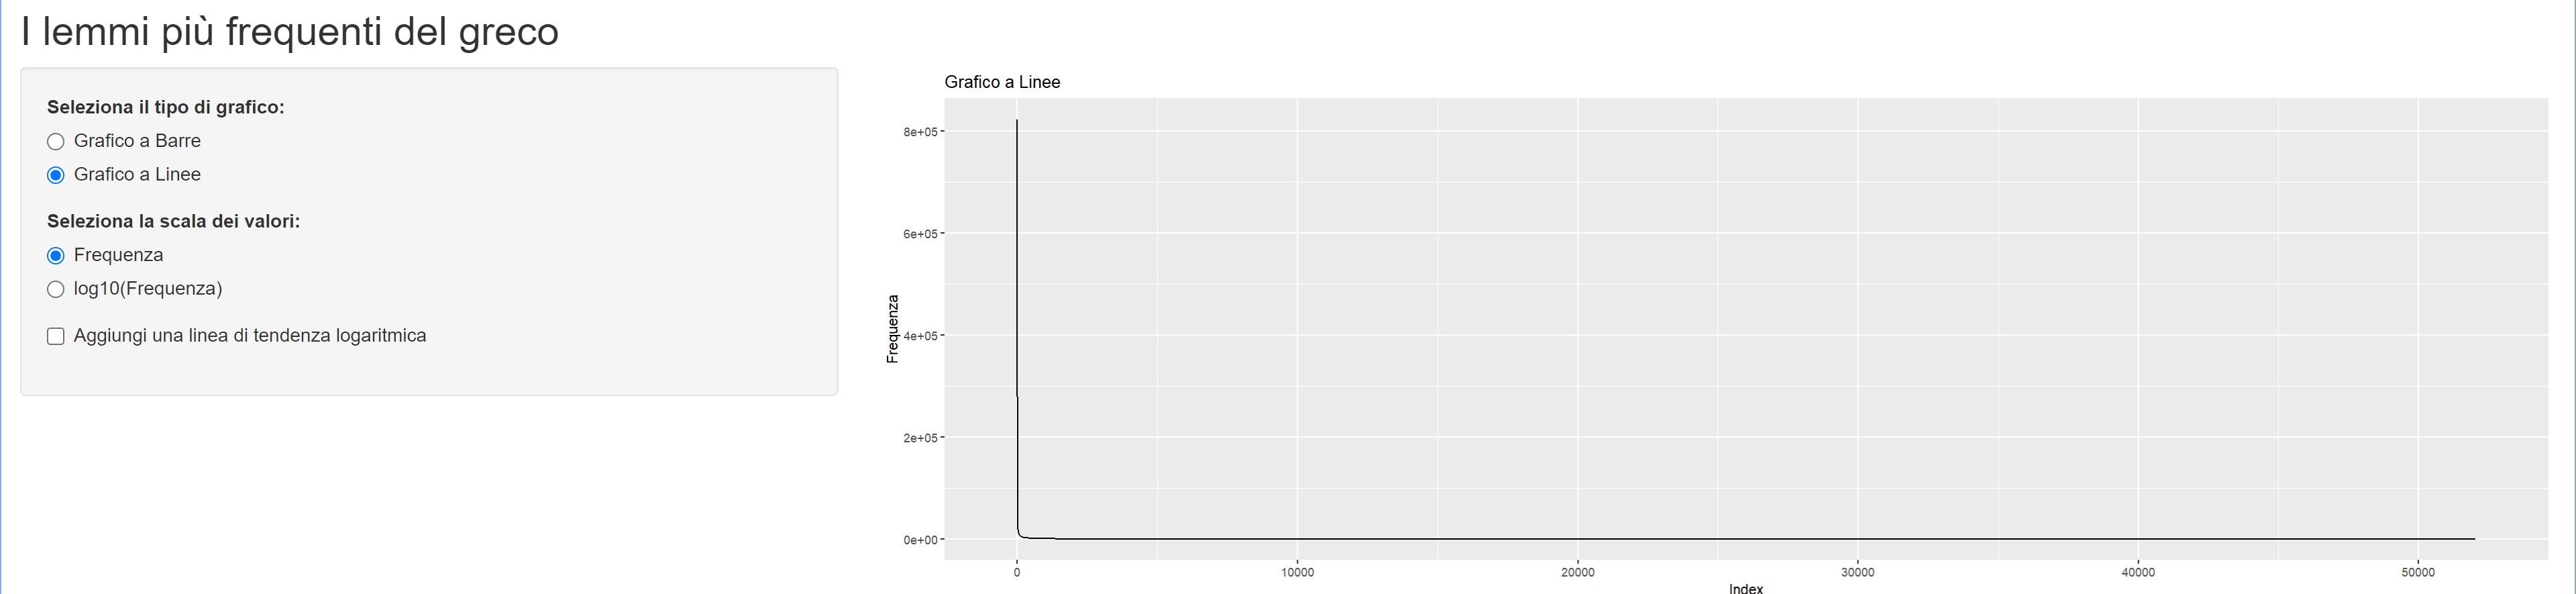 I lemmi più frequenti del greco
Seleziona il tipo di grafico:
Grafico a Barre
Grafico a Linee
Seleziona la scala dei valori:
Frequenza
log10(Frequenza)
Aggiungi una linea di tendenza logaritmica
Grafico a Linee
Frequenza
8e+05
6e+05
4e+05
2e+05
0e+00
0 10000 20000 30000 40000 50000
Index